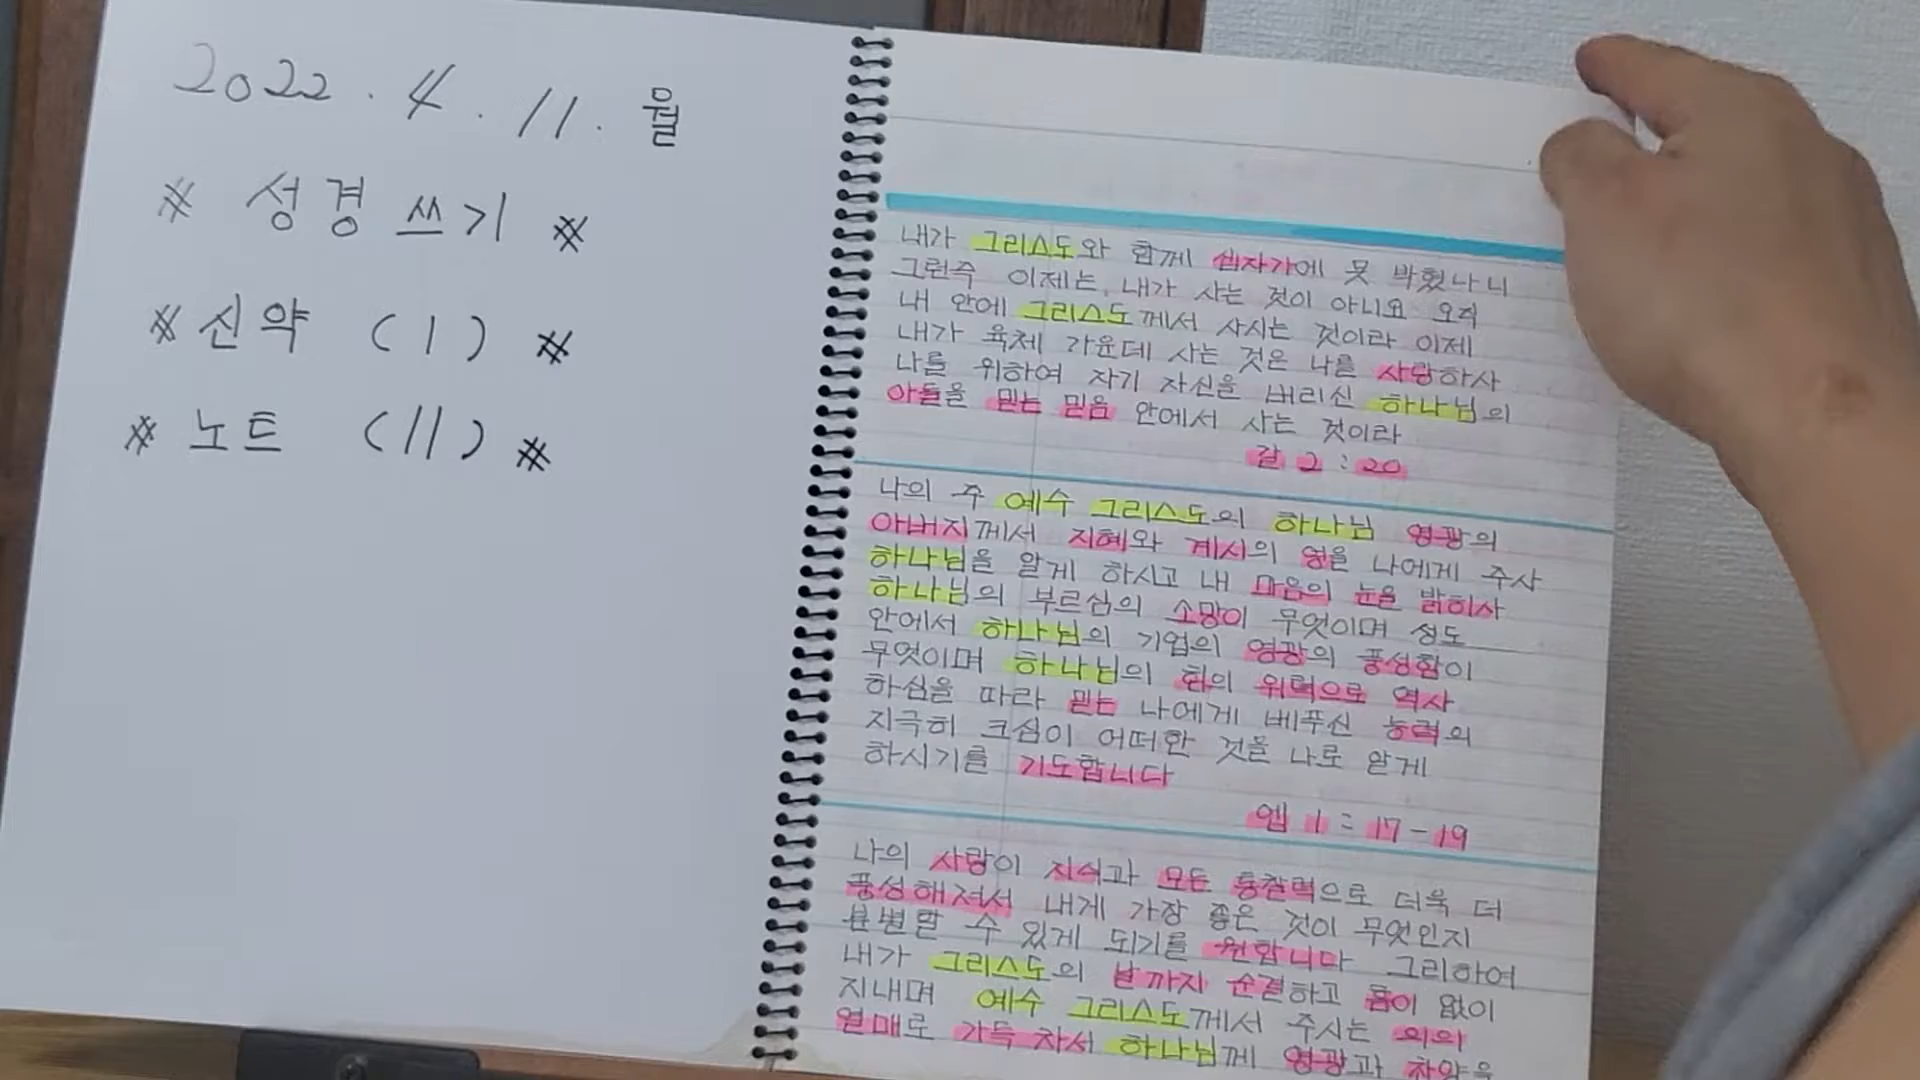 2022. 4. 11. 월
# 성경 쓰기 #
# 신약 (1) #
# 노트 (11) #
내가 그리스도와 함께 십자가에 못 박혔나니
그런즉 이제는 내가 사는 것이 아니요 오직
내 안에 그리스도께서 사시는 것이라 이제
내가 육체 가운데 사는 것은 나를 사랑하사
나를 위하여 자기 자신을 버리신 하나님의
아들을 믿는 믿음 안에서 사는 것이라
갈 2 : 20
나의 주 예수 그리스도의 하나님 영광의
아버지께서 지혜와 계시의 영을 나에게 주사
하나님을 알게 하시고 내 마음의 눈을 밝히사
하나님의 부르심의 소망이 무엇이며 성도
안에서 하나님의 기업의 영광의 풍성함이
무엇이며 하나님의 힘의 위력으로 역사
하심을 따라 믿는 나에게 베푸신 능력의
지극히 크심이 어떠한 것을 나로 알게
하시기를 기도합니다
엡 1 : 17-19
나의 사랑이 지식과 모든 통찰력으로 더욱 더
풍성해져서 내게 가장 좋은 것이 무엇인지
분별할 수 있게 되기를 원합니다 그리하여
내가 그리스도의 날까지 순결하고 흠이 없이
지내며 예수 그리스도께서 주시는 의의
열매로 가득 차서 하나님께 영광과 찬양을